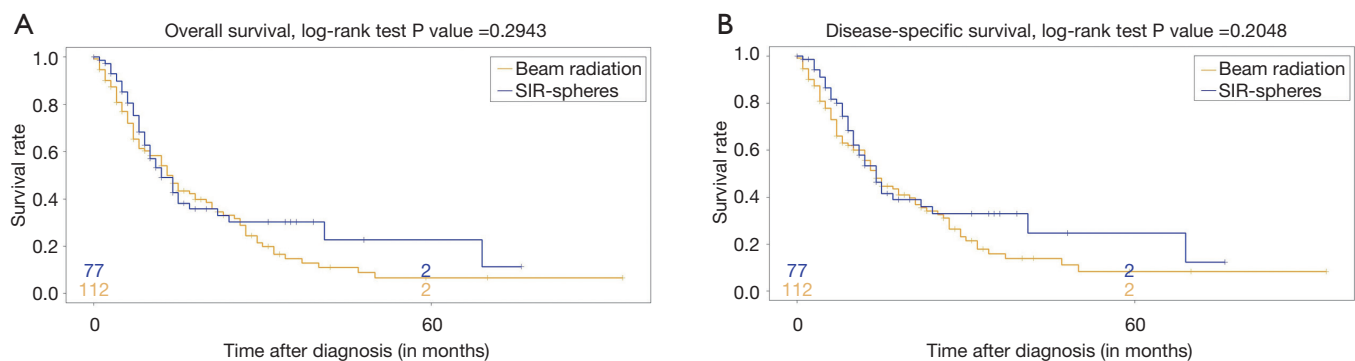 A
Overall survival, log-rank test P value =0.2943
Survival rate
1.0
0.8
0.6
0.4
0.2
0.0
Beam radiation
SIR-spheres
77
2
112
2
0
60
Time after diagnosis (in months)
B
Disease-specific survival, log-rank test P value =0.2048
Survival rate
1.0
0.8
0.6
0.4
0.2
0.0
Beam radiation
SIR-spheres
77
2
112
2
0
60
Time after diagnosis (in months)